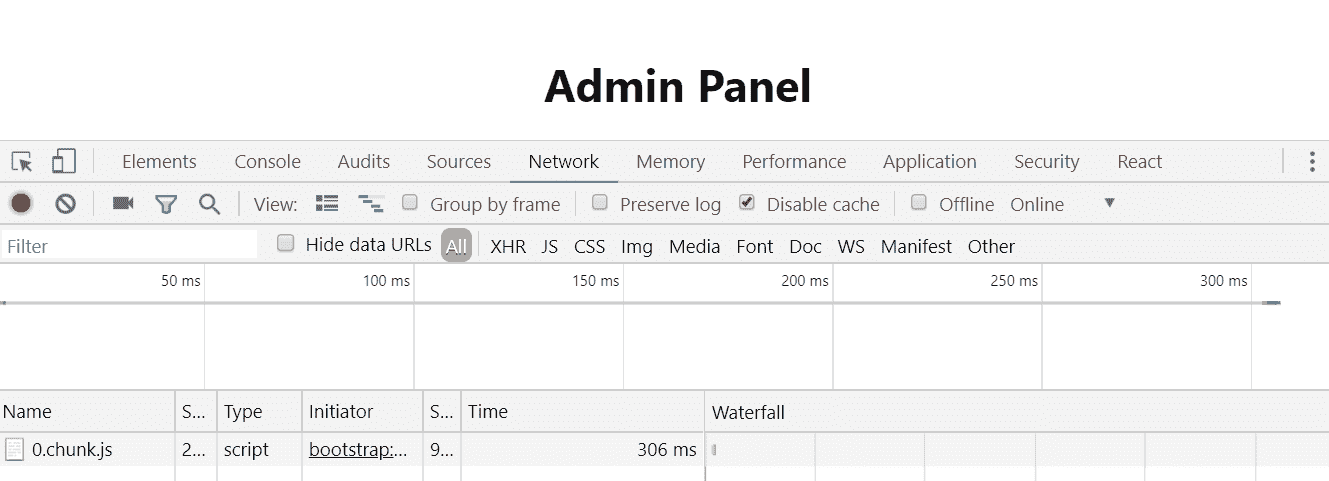 Admin Panel
Elements Console Audits Sources Network Memory Performance Application Security React
View: Group by frame Preserve log Disable cache Offline Online
Filter Hide data URLs All XHR JS CSS Img Media Font Doc WS Manifest Other
50 ms 100 ms 150 ms 200 ms 250 ms 300 ms
Name S... Type Initiator S... Time Waterfall
0.chunk.js 2... script bootstrap:... 9... 306 ms